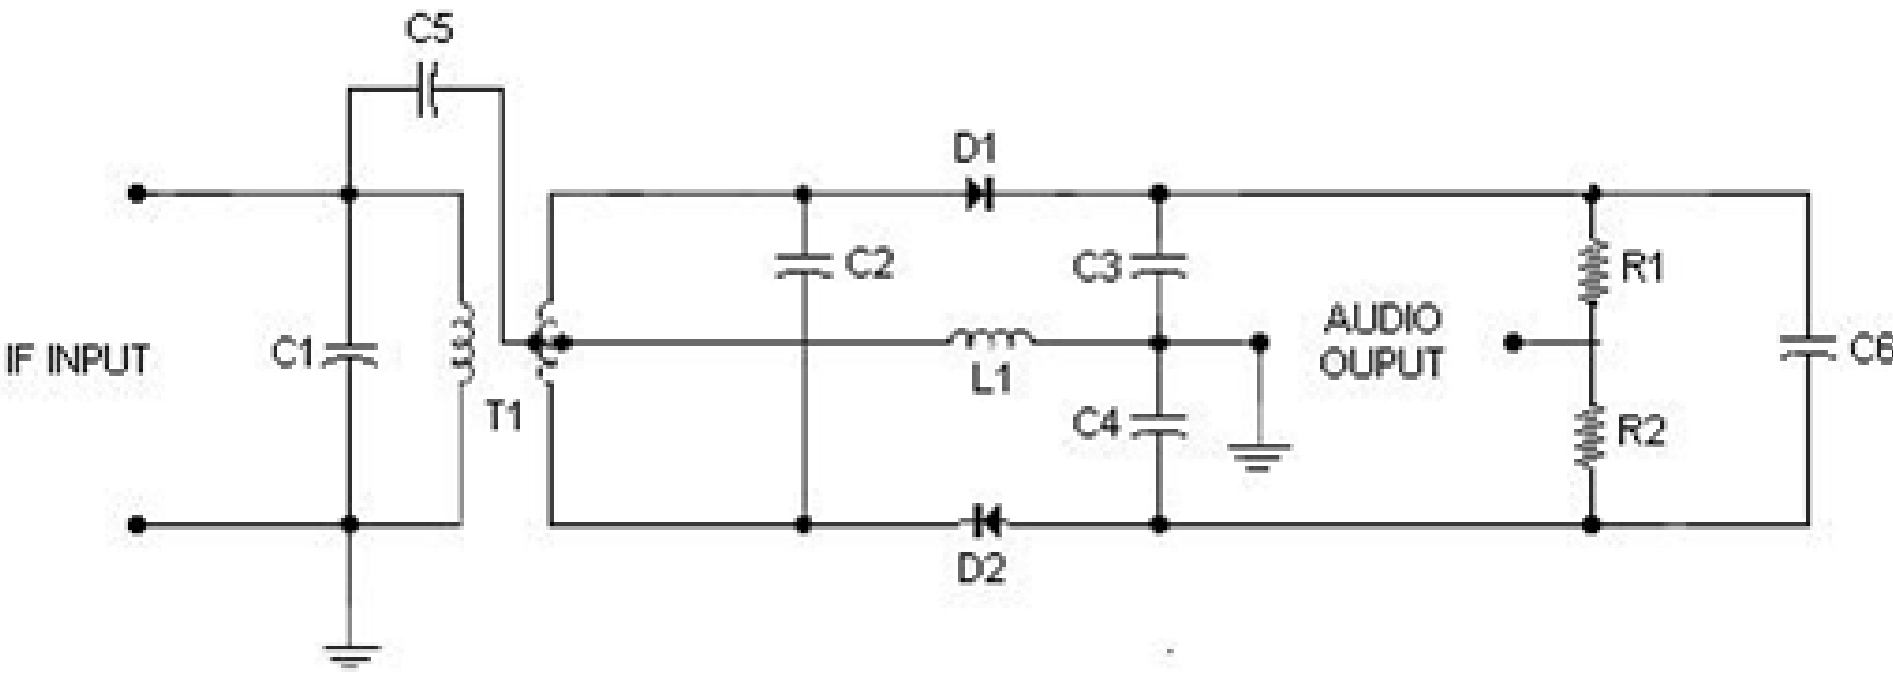 C5
D1
C2
C3
R1
IF INPUT
C1
L1
AUDIO
OUPUT
C6
T1
C4
R2
D2